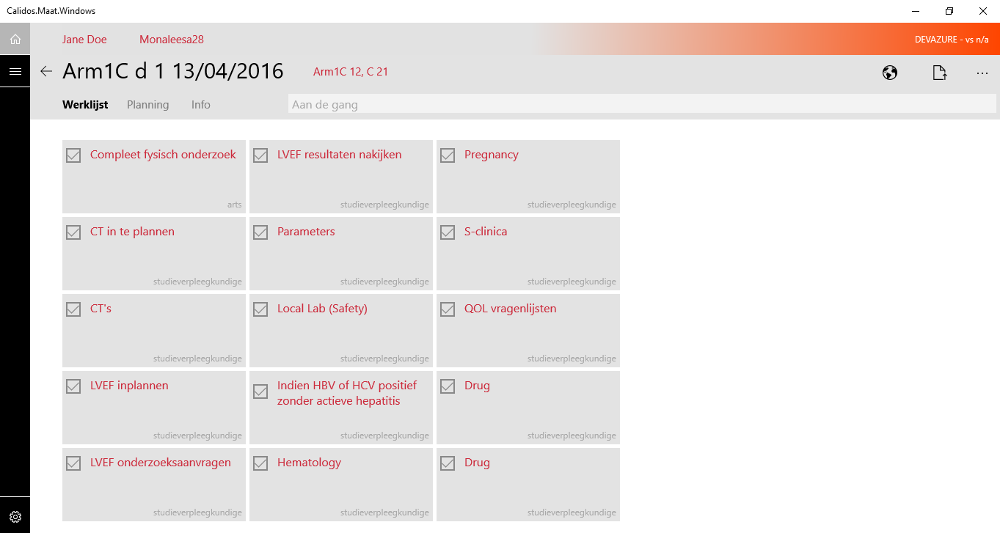 Calidos.Maat.Windows
Jane Doe Monaleesa28 DEVAZURE - vs n/a
Arm1C d 1 13/04/2016 Arm1C 12, C 21
Werklijst Planning Info Aan de gang
Compleet fysisch onderzoek
arts
LVEF resultaten nakijken
studieverpleegkundige
Pregnancy
studieverpleegkundige
CT in te plannen
studieverpleegkundige
Parameters
studieverpleegkundige
S-clinica
studieverpleegkundige
CT's
studieverpleegkundige
Local Lab (Safety)
studieverpleegkundige
QOL vragenlijsten
studieverpleegkundige
LVEF inplannen
studieverpleegkundige
Indien HBV of HCV positief
zonder actieve hepatitis
studieverpleegkundige
Drug
studieverpleegkundige
LVEF onderzoeksaanvragen
studieverpleegkundige
Hematology
studieverpleegkundige
Drug
studieverpleegkundige